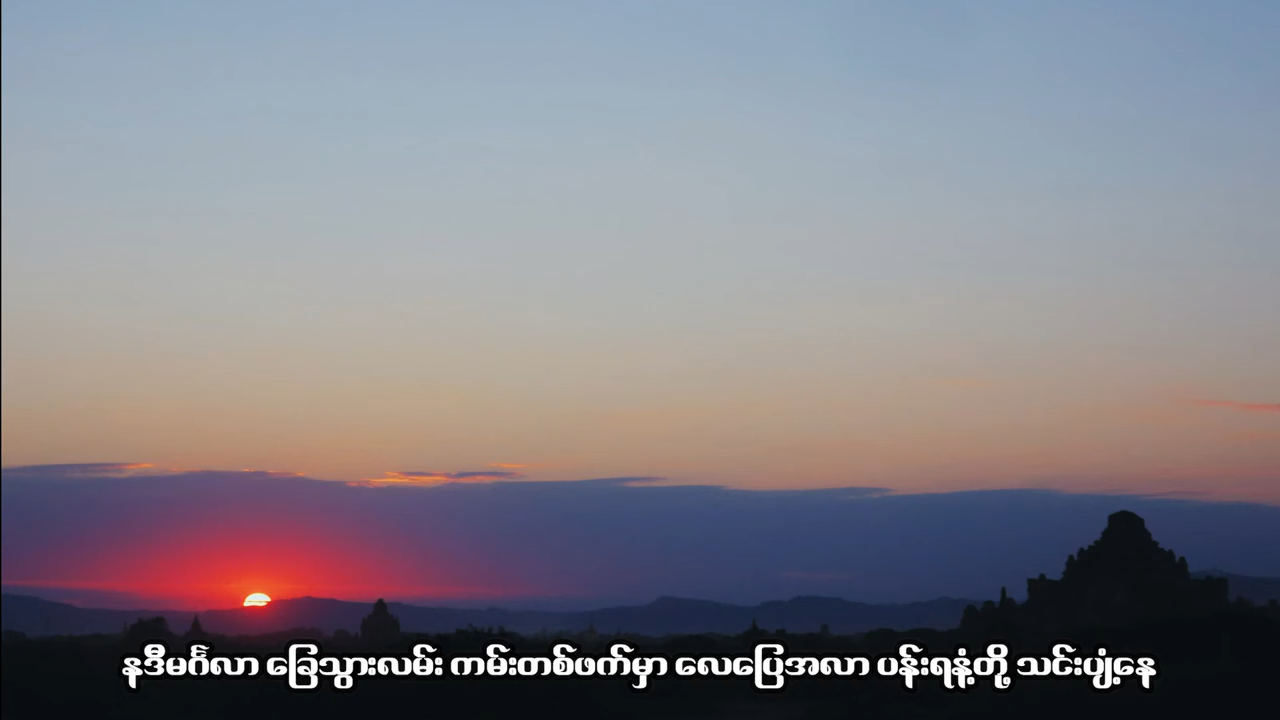 နဒီမင်္ဂလာ ခြေသွားလမ်း ကမ်းတစ်ဖက်မှာ လေပြေအလာ ပန်းရနံ့တို့ သင်းပျံ့နေ